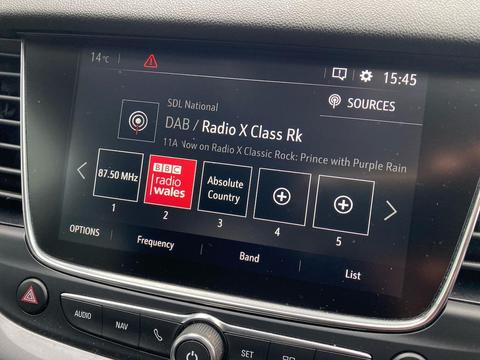 14°C
15:45
SOURCES
SDL National
DAB / Radio X Class Rk
11A Now on Radio X Classic Rock: Prince with Purple Rain
87.50 MHz
BBC
radio
wales
Absolute
Country
1
2
3
4
5
OPTIONS
Frequency
Band
List
AUDIO
NAV